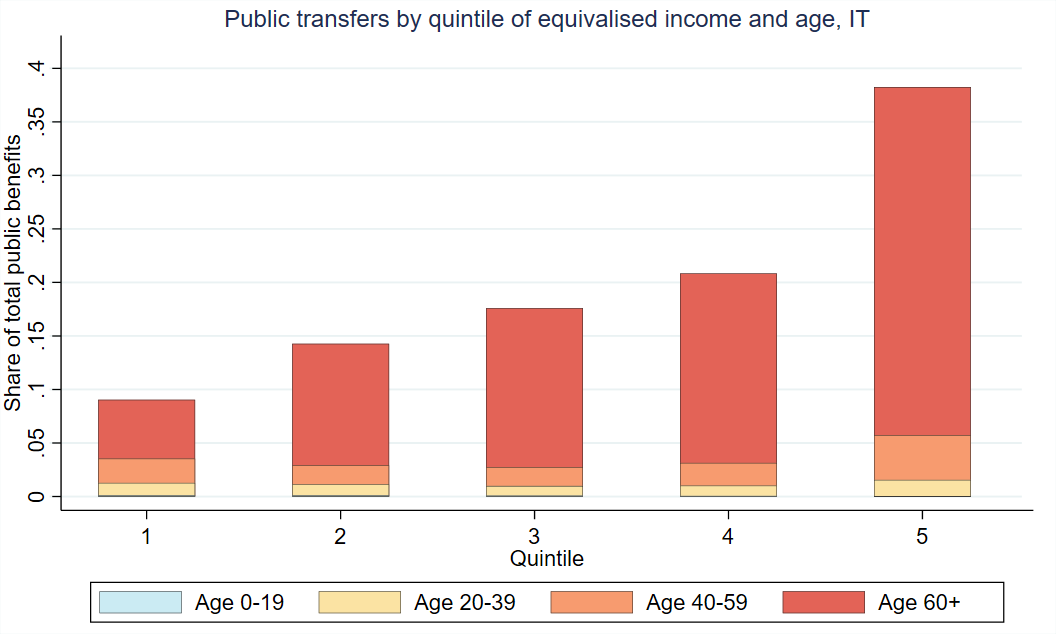 Public transfers by quintile of equivalised income and age, IT
Share of total public benefits
.4
.35
.3
.25
.2
.15
.1
.05
0
1 2 3 4 5
Quintile
Age 0-19 Age 20-39 Age 40-59 Age 60+